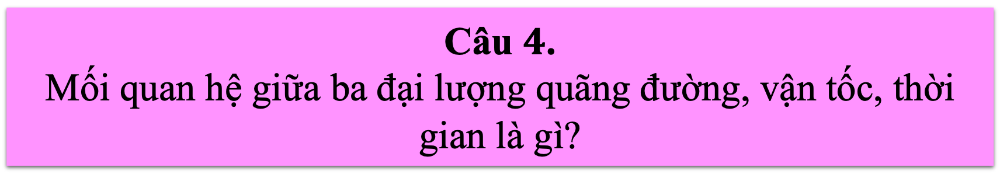 Câu 4.
Mối quan hệ giữa ba đại lượng quãng đường, vận tốc, thời
gian là gì?